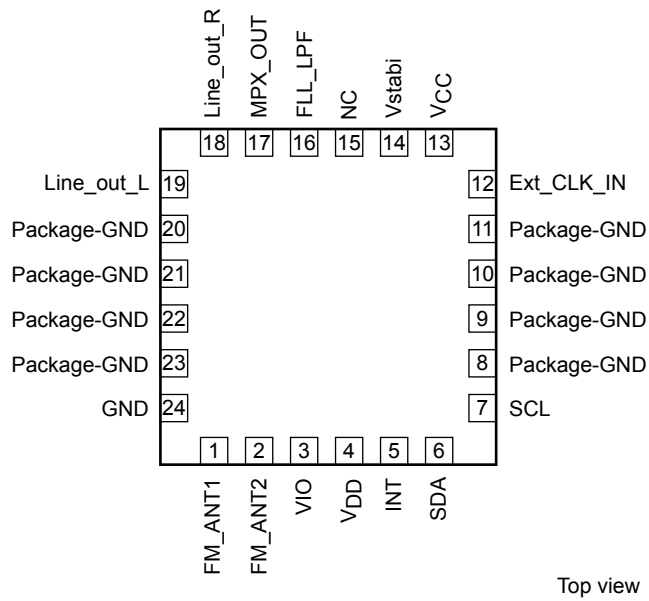 Line_out_R
MPX_OUT
FLL_LPF
NC
Vstabi
VCC
18 17 16 15 14 13
Line_out_L 19 12 Ext_CLK_IN
Package-GND 20 11 Package-GND
Package-GND 21 10 Package-GND
Package-GND 22 9 Package-GND
Package-GND 23 8 Package-GND
GND 24 7 SCL
1 2 3 4 5 6
FM_ANT1
FM_ANT2
VIO
VDD
INT
SDA
Top view